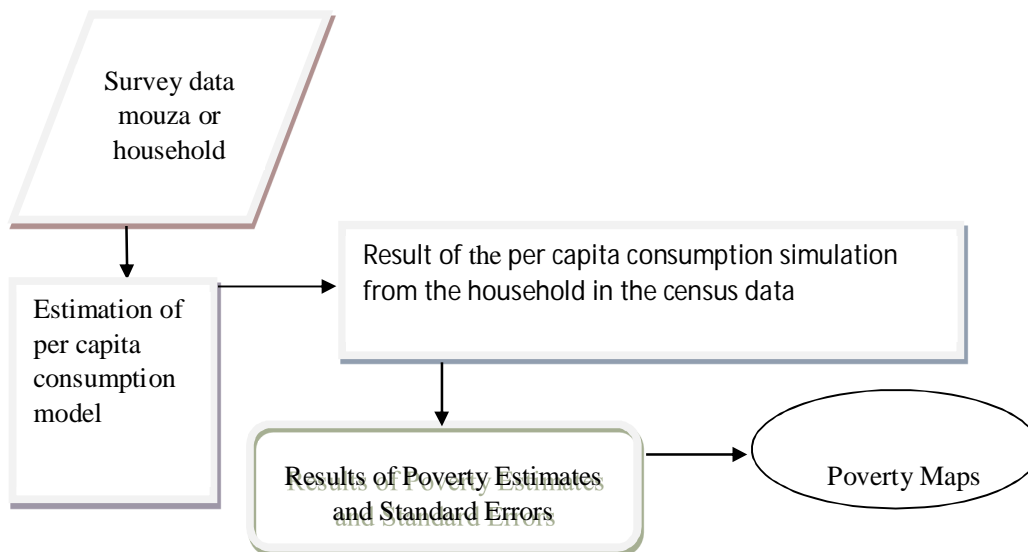 Survey data
mouza or
household
Result of the per capita consumption simulation
from the household in the census data
Estimation of
per capita
consumption
model
Results of Poverty Estimates
and Standard Errors
Poverty Maps